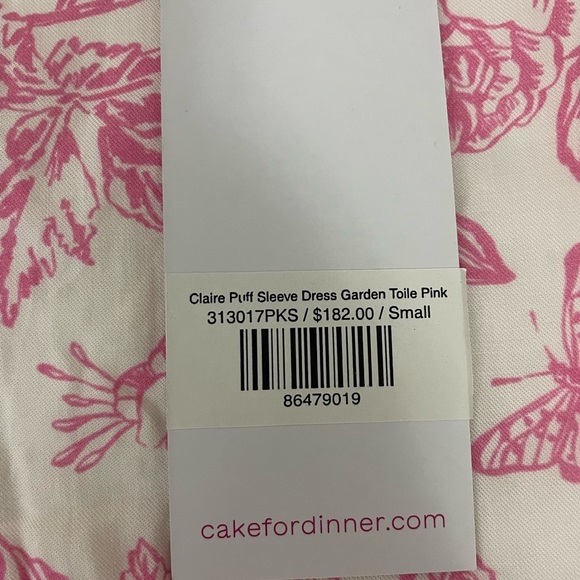 Claire Puff Sleeve Dress Garden Toile Pink
313017PKS / $182.00 / Small
86479019
cakefordinner.com